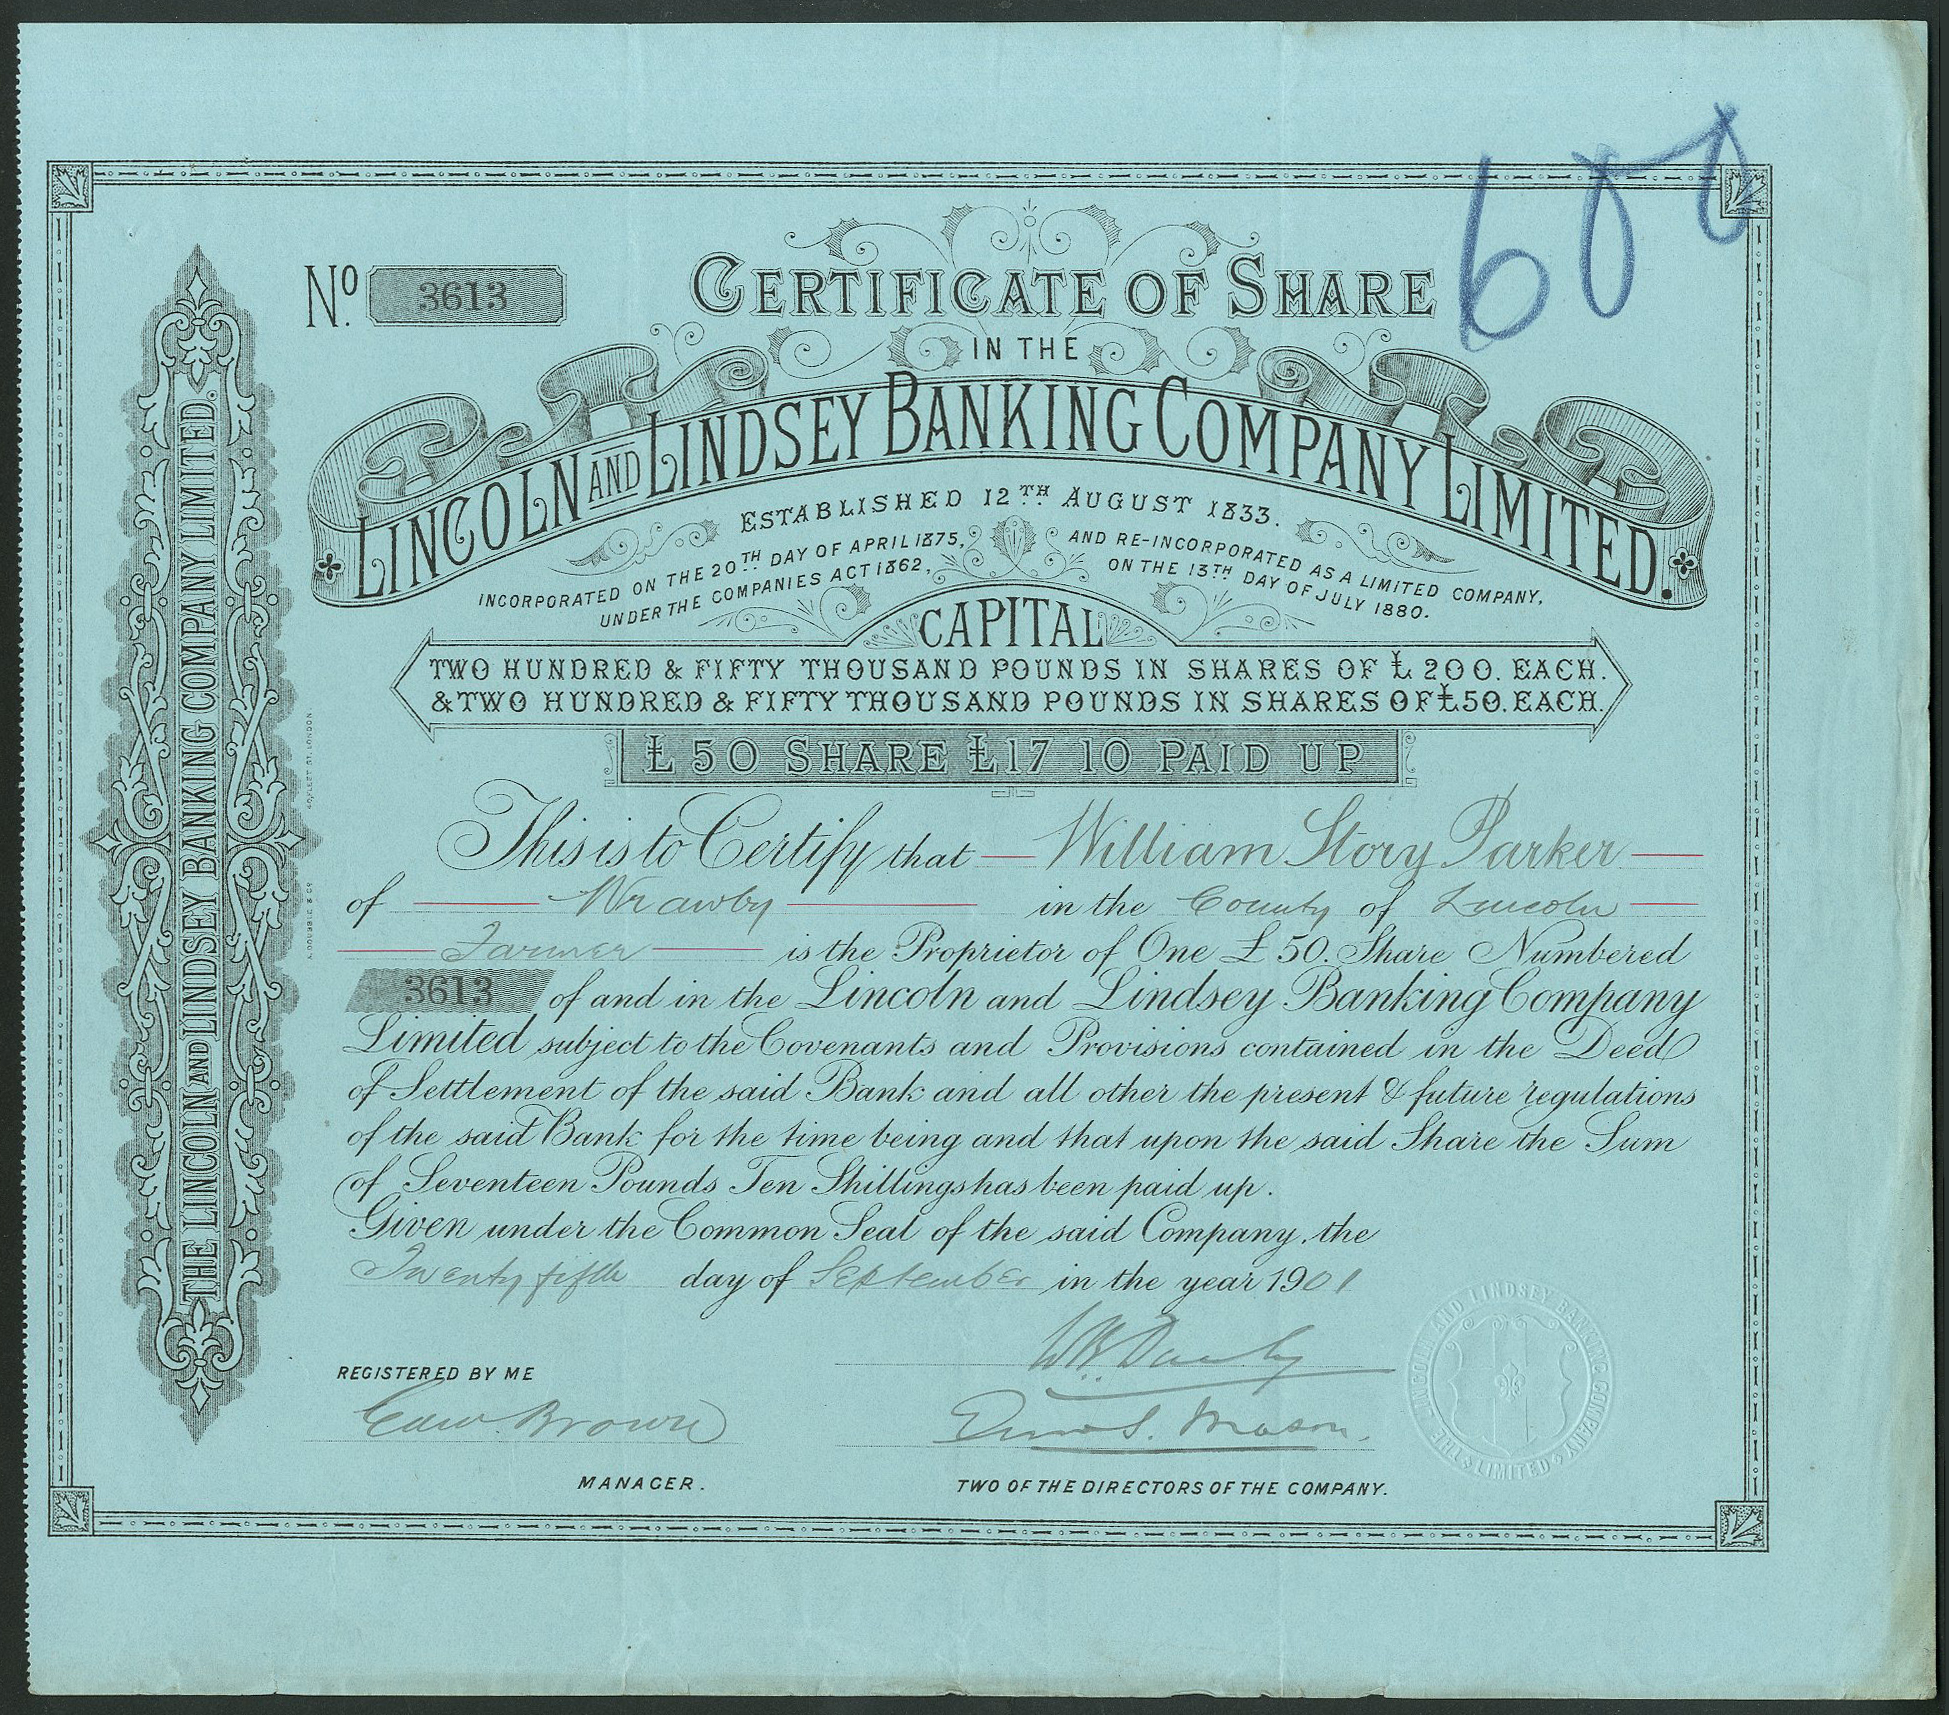 600
No. 3613
CERTIFICATE OF SHARE
IN THE
LINCOLN AND LINDSEY BANKING COMPANY LIMITED.
ESTABLISHED 12TH AUGUST 1833.
INCORPORATED ON THE 20TH DAY OF APRIL 1875,
UNDER THE COMPANIES ACT 1862,
AND RE-INCORPORATED AS A LIMITED COMPANY,
ON THE 13TH DAY OF JULY 1880.
CAPITAL
TWO HUNDRED & FIFTY THOUSAND POUNDS IN SHARES OF £200. EACH.
& TWO HUNDRED & FIFTY THOUSAND POUNDS IN SHARES OF £50. EACH.
£50 SHARE £17 10 PAID UP
This is to Certify that William Story Parker
of Wrawby in the County of Lincoln
Farmer is the Proprietor of One £50. Share Numbered
3613 of and in the Lincoln and Lindsey Banking Company
Limited subject to the Covenants and Provisions contained in the Deed
of Settlement of the said Bank and all other the present & future regulations
of the said Bank for the time being and that upon the said Share the Sum
of Seventeen Pounds Ten Shillings has been paid up.
Given under the Common Seal of the said Company, the
Twenty fifth day of September in the year 1901
REGISTERED BY ME
Edw. Brown
MANAGER.
Mason.
TWO OF THE DIRECTORS OF THE COMPANY.
THE LINCOLN AND LINDSEY BANKING COMPANY LIMITED
THE LINCOLN AND LINDSEY BANKING COMPANY LIMITED.